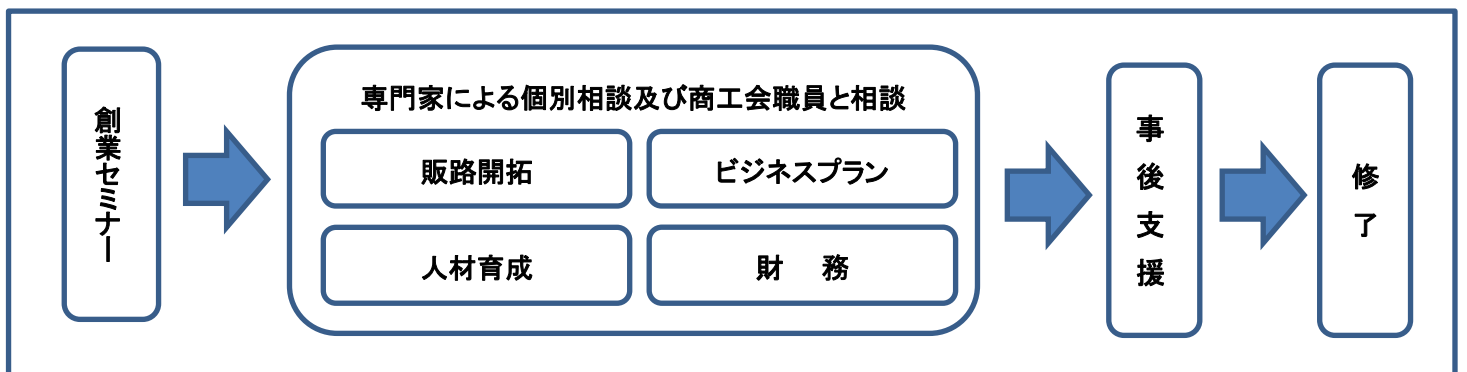 創業セミナー
専門家による個別相談及び商工会職員と相談
販路開拓
ビジネスプラン
人材育成
財　務
事後支援
修了